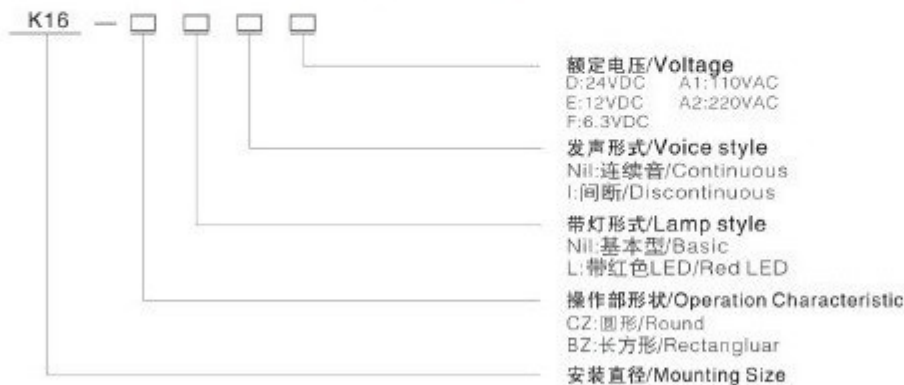 K16 — □ □ □ □
额定电压/Voltage
D:24VDC A1:110VAC
E:12VDC A2:220VAC
F:6.3VDC
发声形式/Voice style
Nil:连续音/Continuous
I:间断/Discontinuous
带灯形式/Lamp style
Nil:基本型/Basic
L:带红色LED/Red LED
操作部形状/Operation Characteristic
CZ:圆形/Round
BZ:长方形/Rectangluar
安装直径/Mounting Size